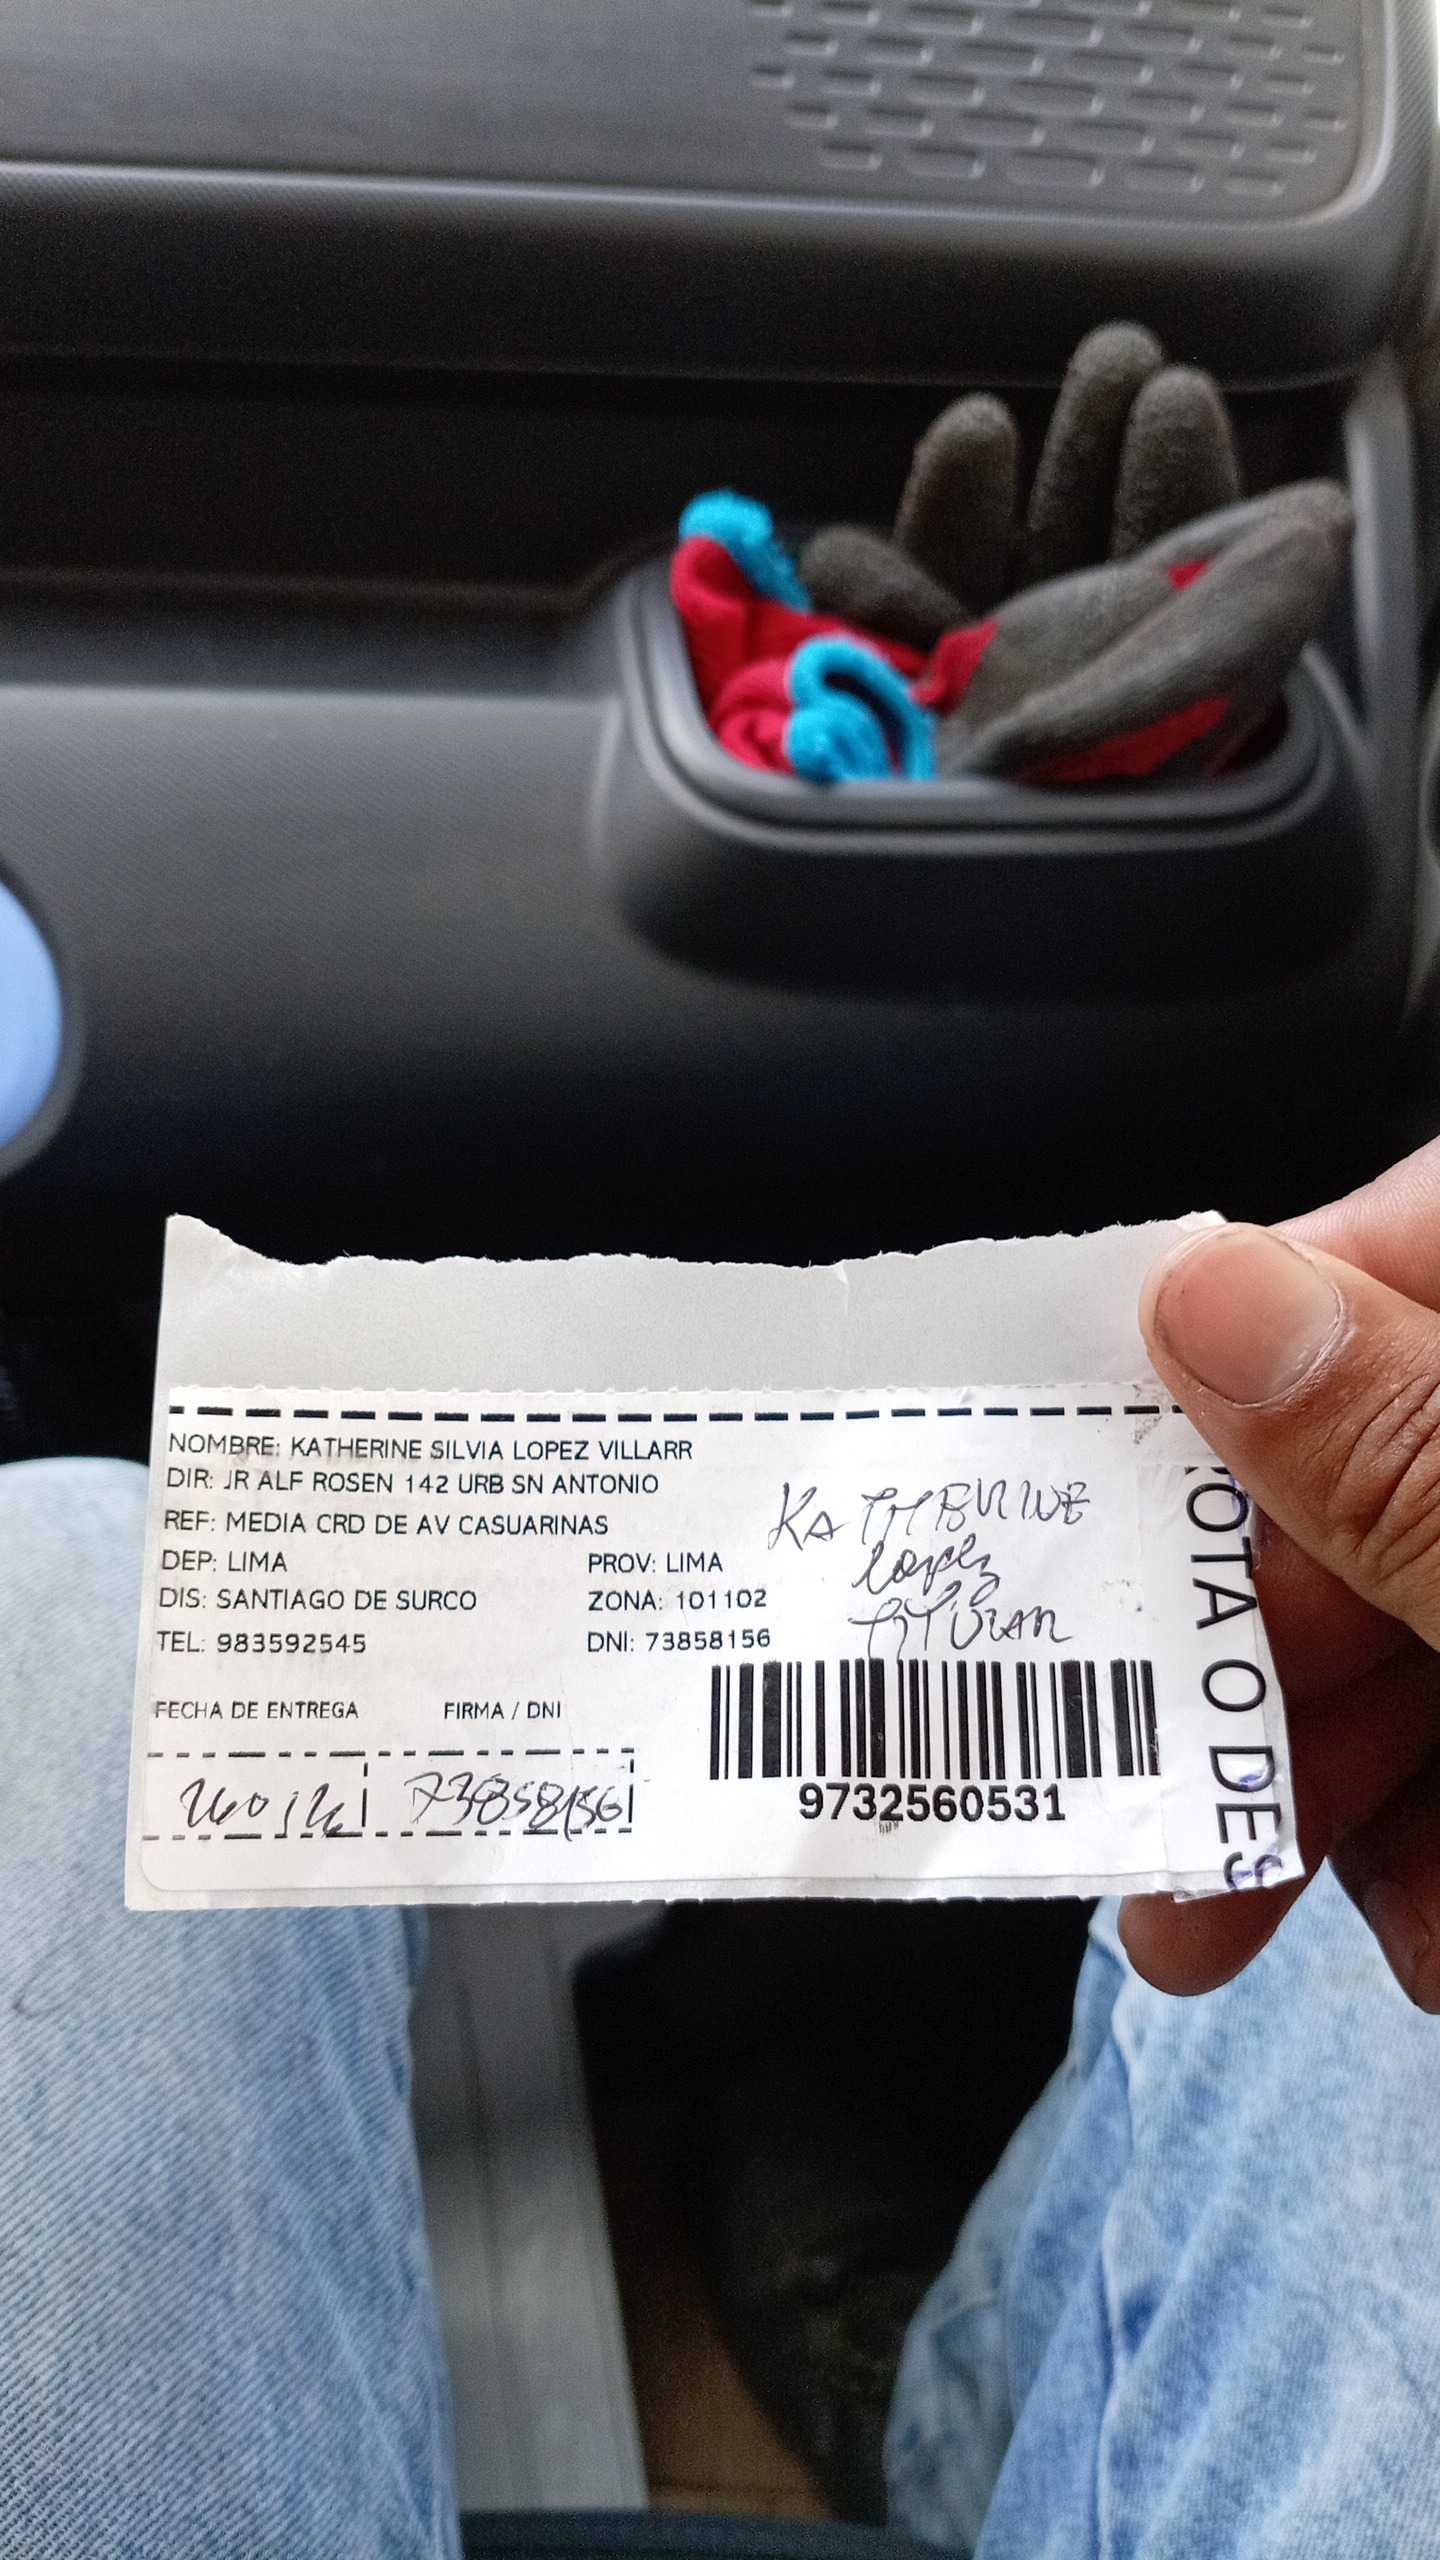 NOMBRE: KATHERINE SILVIA LOPEZ VILLARR
DIR: JR ALF ROSEN 142 URB SN ANTONIO
REF: MEDIA CRD DE AV CASUARINAS
DEP: LIMA PROV: LIMA
DIS: SANTIAGO DE SURCO ZONA: 101102
TEL: 983592545 DNI: 73858156
KATHERINE
Lopez
TITULAR
FECHA DE ENTREGA FIRMA / DNI
73858156
9732560531
ROTA O DES